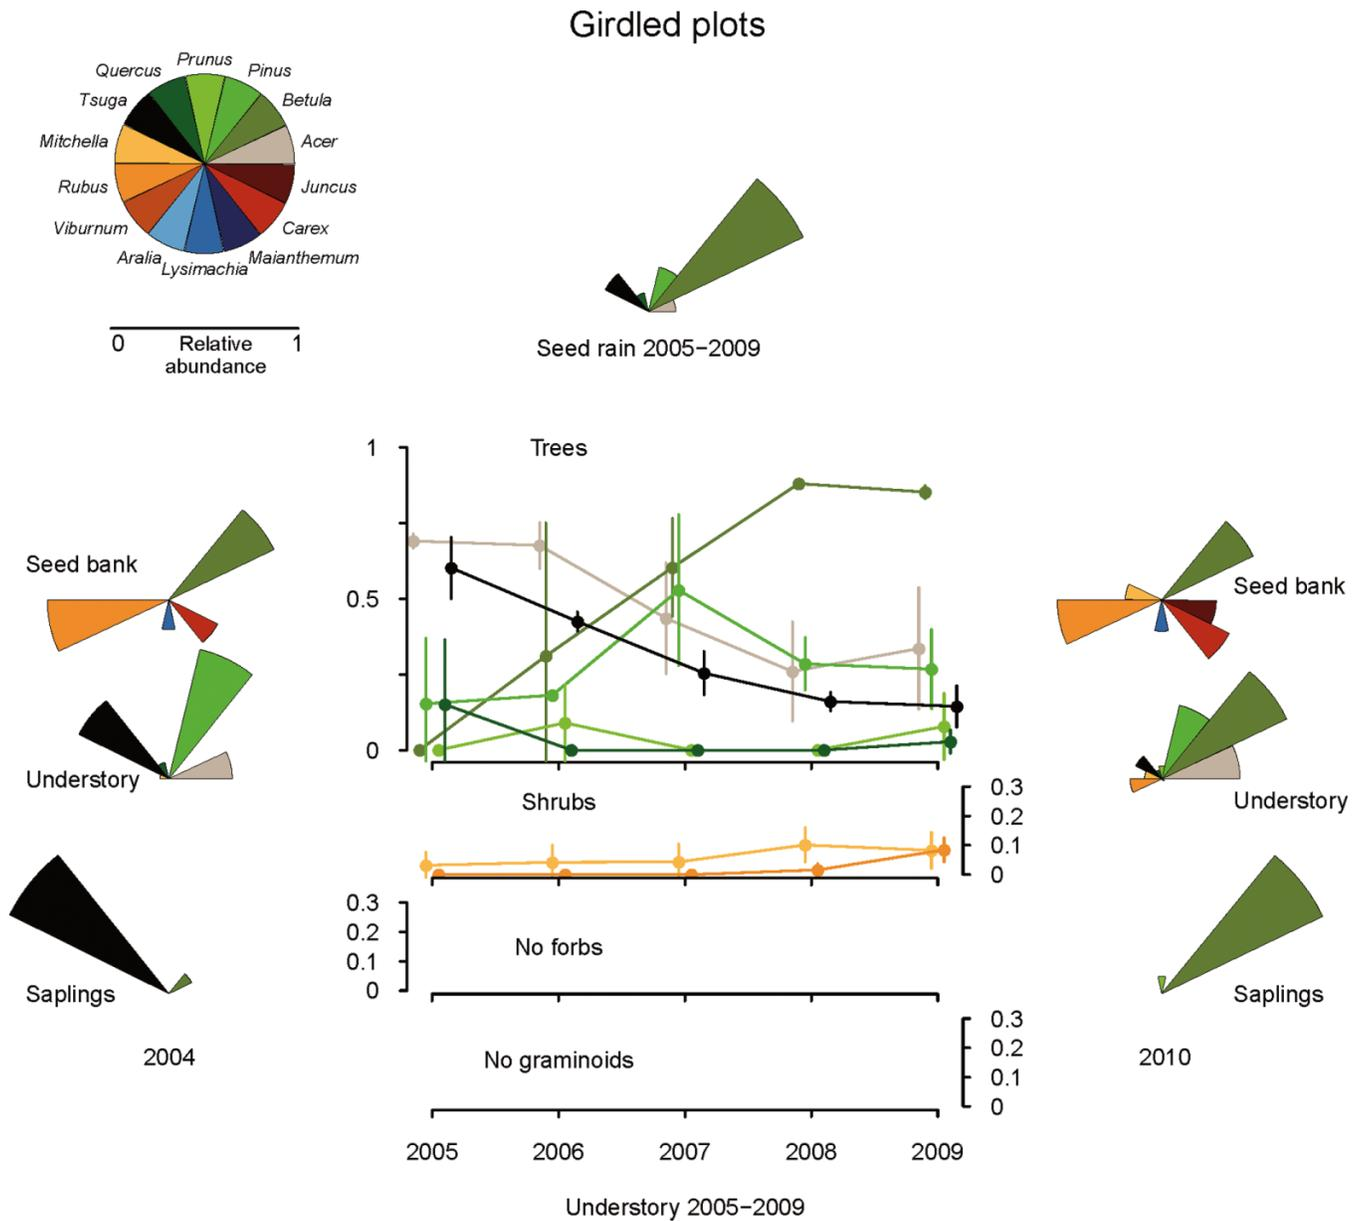 Girdled plots
Prunus
Quercus
Pinus
Tsuga
Betula
Mitchella
Acer
Rubus
Juncus
Viburnum
Carex
Aralia
Lysimachia
Maianthemum
0 Relative 1
abundance
Seed rain 2005−2009
1
Trees
0.5
0
Seed bank
Understory
Saplings
2004
Shrubs
0.3
0.2
0.1
0
0.3
0.2
0.1
0
No forbs
No graminoids
0.3
0.2
0.1
0
2005 2006 2007 2008 2009
Understory 2005−2009
Seed bank
Understory
Saplings
2010